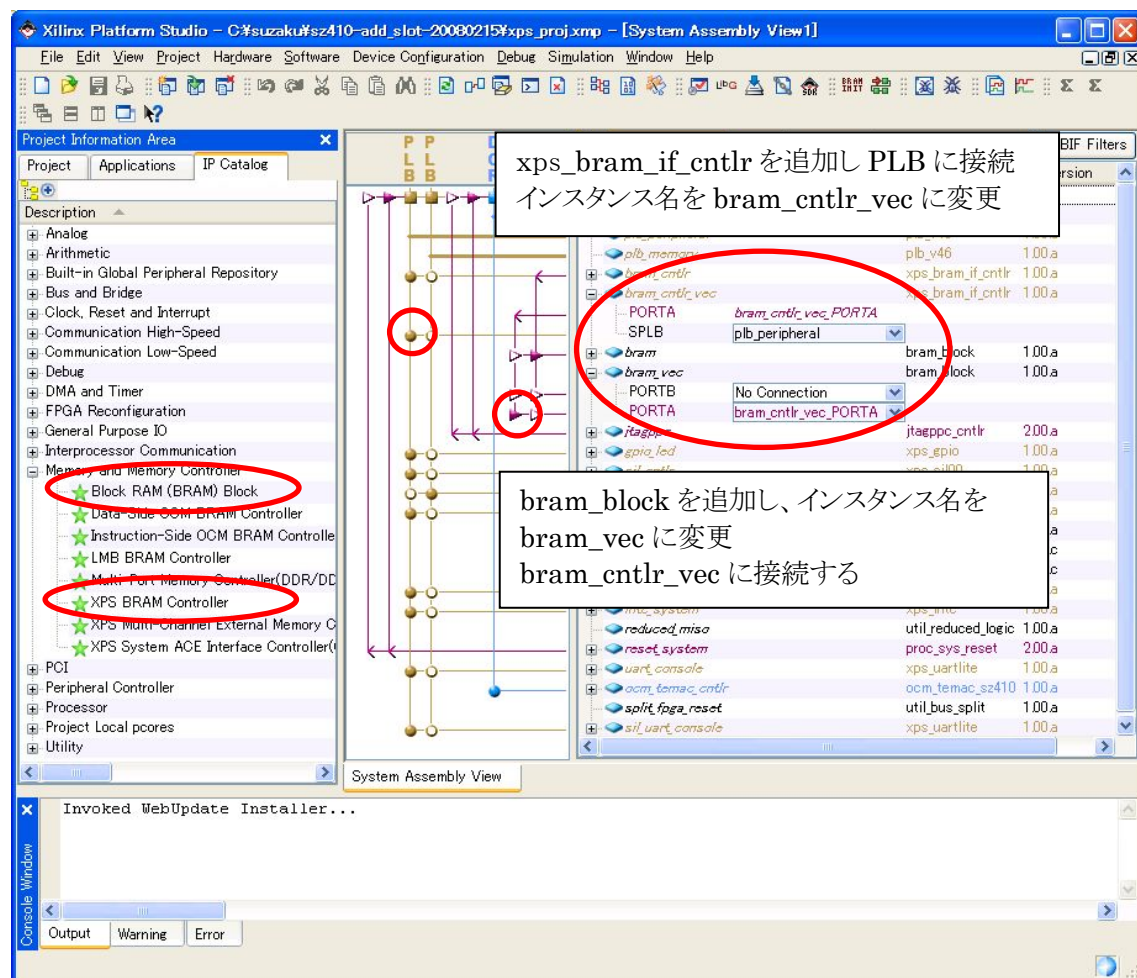 Xilinx Platform Studio - C:¥suzaku¥sz410-add_slot-20080215¥xps_proj.xmp - [System Assembly View1]
File Edit View Project Hardware Software Device Configuration Debug Simulation Window Help
Project Information Area
Project Applications IP Catalog
Description
Analog
Arithmetic
Built-in Global Peripheral Repository
Bus and Bridge
Clock, Reset and Interrupt
Communication High-Speed
Communication Low-Speed
Debug
DMA and Timer
FPGA Reconfiguration
General Purpose IO
Interprocessor Communication
Memory and Memory Controller
Block RAM (BRAM) Block
Data-Side OCM BRAM Controller
Instruction-Side OCM BRAM Controlle
LMB BRAM Controller
Multi-Port Memory Controller(DDR/DD
XPS BRAM Controller
XPS Multi-Channel External Memory C
XPS System ACE Interface Controller(
PCI
Peripheral Controller
Processor
Project Local pcores
Utility
P P
L L
B B
BIF Filters
rsion
xps_bram_if_cntlr を追加し PLB に接続
インスタンス名を bram_cntlr_vec に変更
plb_memory plb_v46 1.00.a
bram_cntlr xps_bram_if_cntlr 1.00.a
bram_cntlr_vec xps_bram_if_cntlr 1.00.a
PORTA bram_cntlr_vec_PORTA
SPLB plb_peripheral
bram bram_block 1.00.a
bram_vec bram_block 1.00.a
PORTB No Connection
PORTA bram_cntlr_vec_PORTA
jtagppc jtagppc_cntlr 2.00.a
gpio_led xps_gpio 1.00.a
bram_block を追加し、インスタンス名を
bram_vec に変更
bram_cntlr_vec に接続する
intc_system xps_intc 1.00.a
reduced_misa util_reduced_logic 1.00.a
reset_system proc_sys_reset 2.00.a
uart_console xps_uartlite 1.00.a
ocm_temac_cntlr ocm_temac_sz410 1.00.a
split_fpga_reset util_bus_split 1.00.a
sil_uart_console xps_uartlite 1.00.a
System Assembly View
Invoked WebUpdate Installer...
Console Window
Output Warning Error